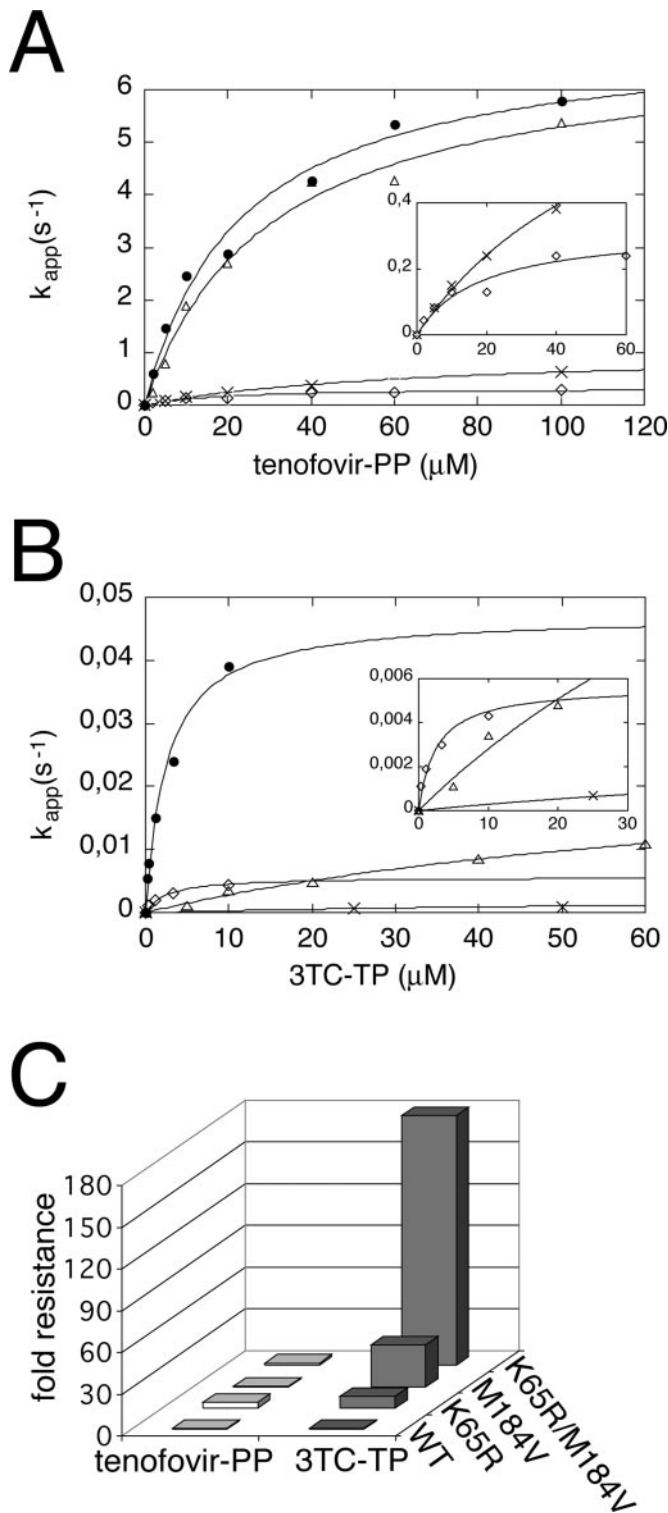 A
6
5
4
3
2
1
0
k_app(s⁻¹)
0 20 40 60 80 100 120
tenofovir-PP (μM)
0,4
0,2
0
0 20 40 60
B
0,05
0,04
0,03
0,02
0,01
0
k_app(s⁻¹)
0 10 20 30 40 50 60
3TC-TP (μM)
0,006
0,004
0,002
0
0 10 20 30
C
180
150
120
90
60
30
0
fold resistance
tenofovir-PP 3TC-TP
WT
K65R
M184V
K65R/M184V